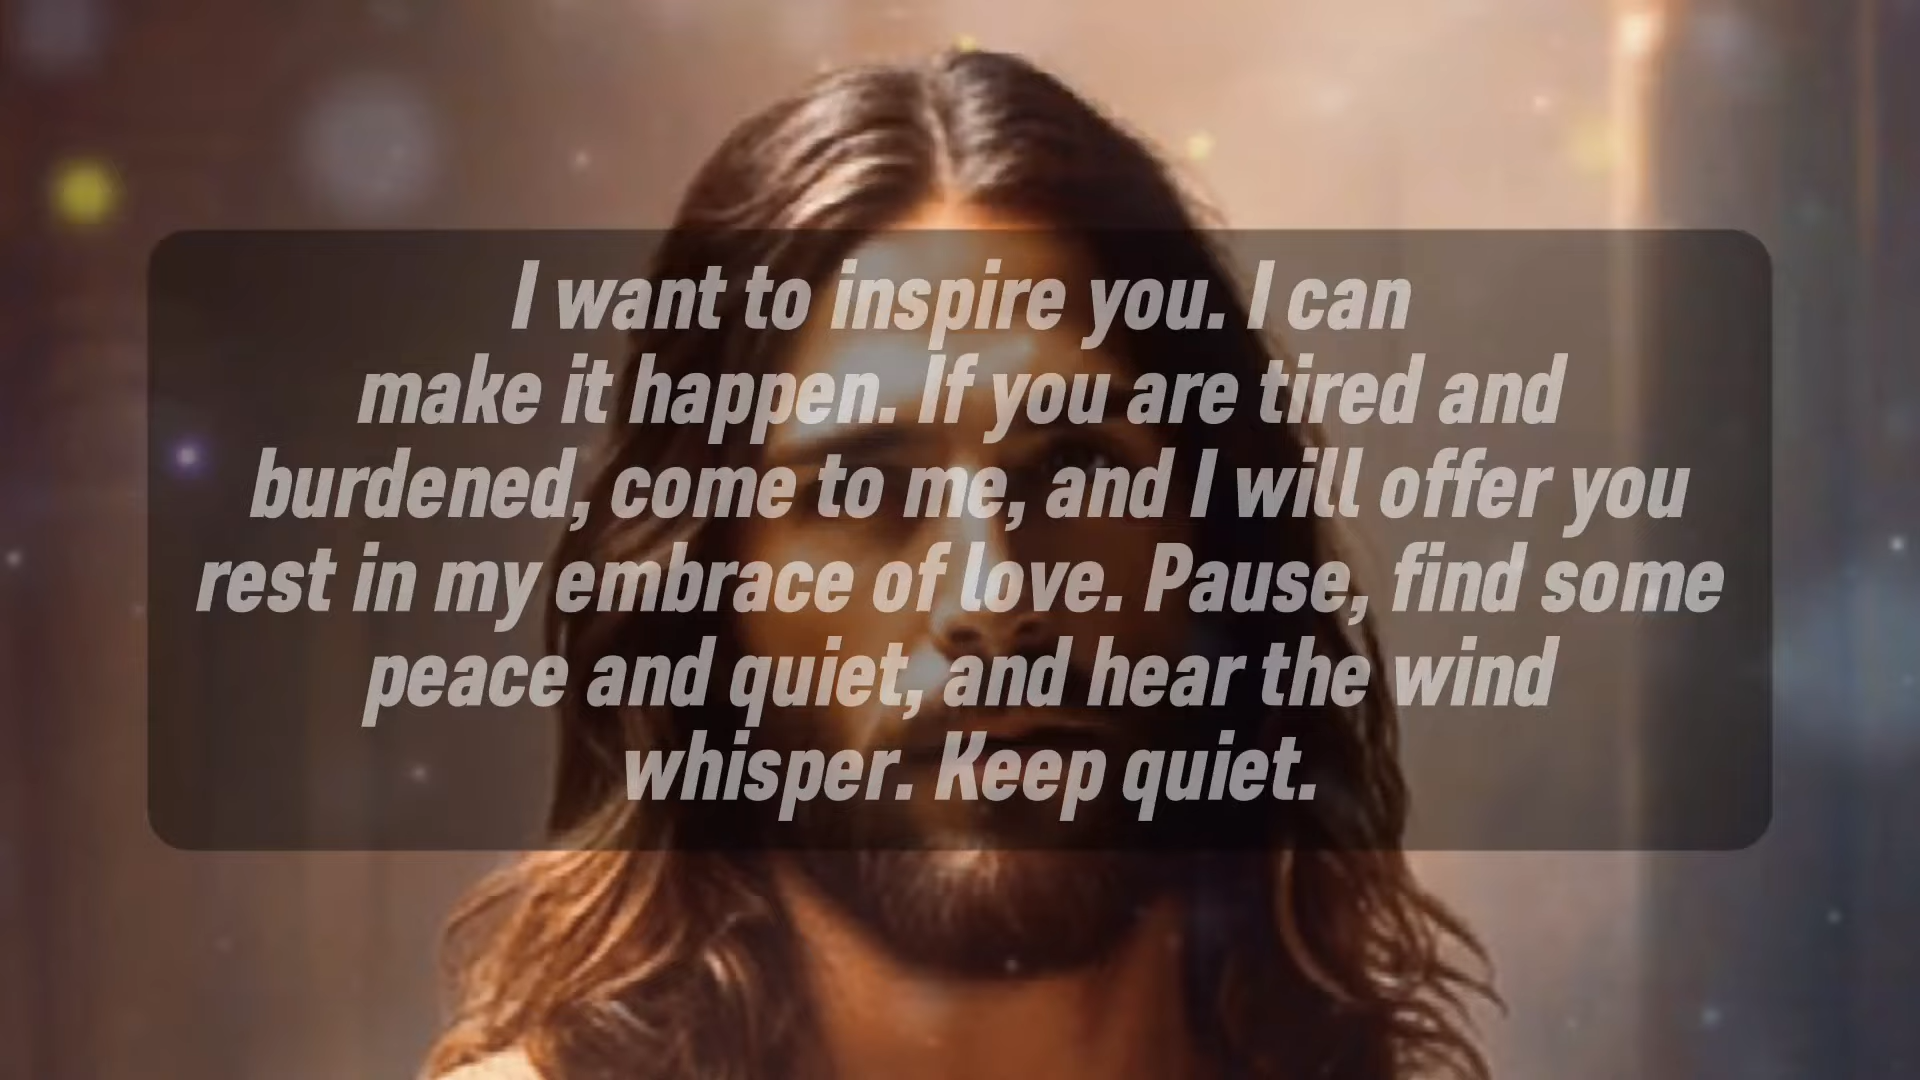 I want to inspire you. I can
make it happen. If you are tired and
burdened, come to me, and I will offer you
rest in my embrace of love. Pause, find some
peace and quiet, and hear the wind
whisper. Keep quiet.